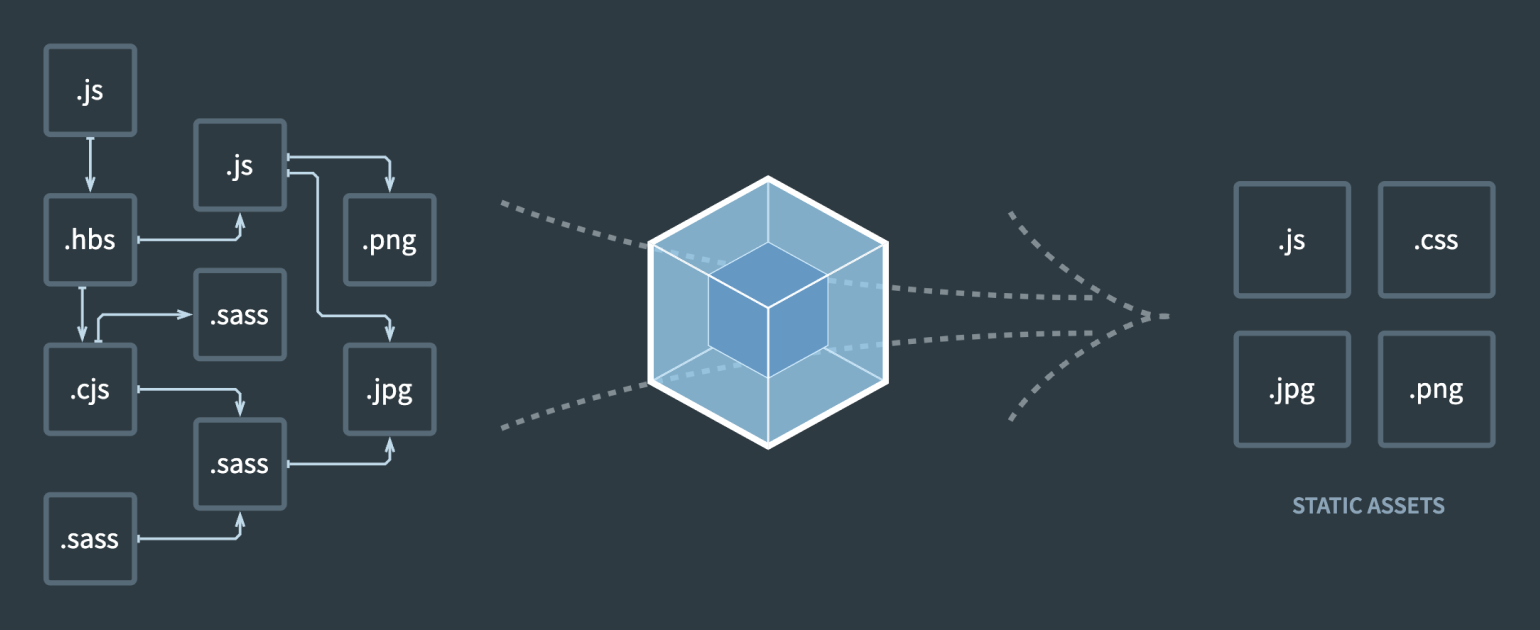 .js
.js
.hbs
.png
.sass
.cjs
.jpg
.sass
.sass
.js
.css
.jpg
.png
STATIC ASSETS